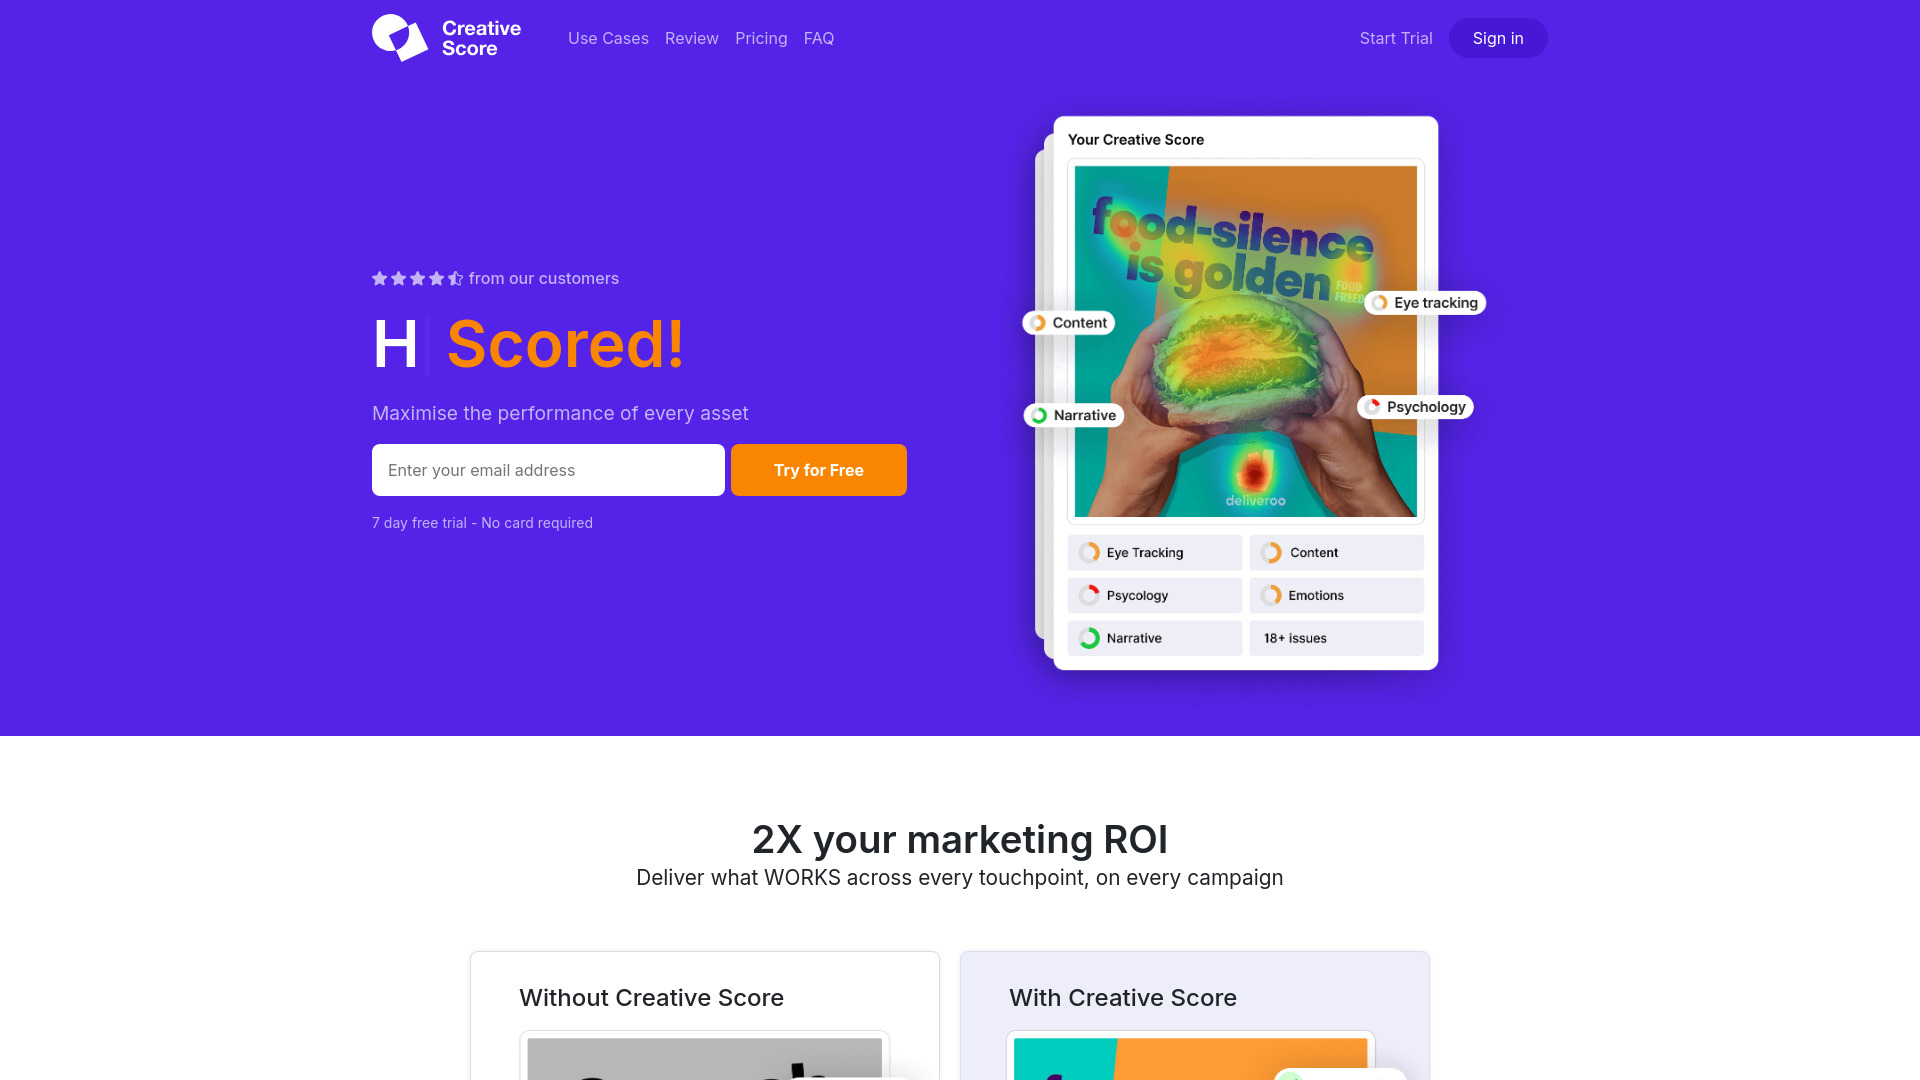 Creative
Score
Use Cases
Review
Pricing
FAQ
Start Trial
Sign in
from our customers
H Scored!
Maximise the performance of every asset
Enter your email address
Try for Free
7 day free trial - No card required
Your Creative Score
food-silence
is golden
FOOD
FREED
Eye tracking
Content
Psychology
Narrative
deliveroo
Eye Tracking
Content
Psycology
Emotions
Narrative
18+ issues
2X your marketing ROI
Deliver what WORKS across every touchpoint, on every campaign
Without Creative Score
With Creative Score